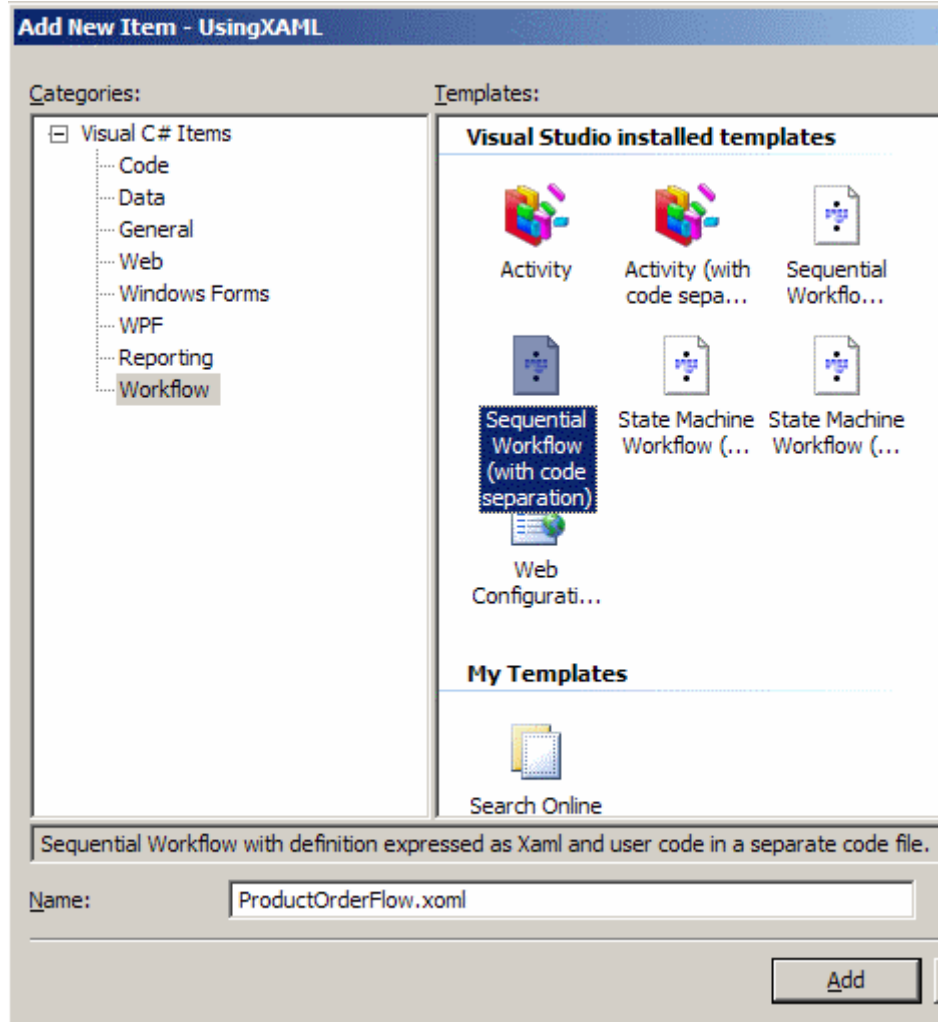 Add New Item - UsingXAML
Categories:
Templates:
Visual C# Items
Code
Data
General
Web
Windows Forms
WPF
Reporting
Workflow
Visual Studio installed templates
Activity
Activity (with
code sepa...
Sequential
Workflo...
Sequential
Workflow
(with code
separation)
State Machine
Workflow (...
State Machine
Workflow (...
Web
Configurati...
My Templates
Search Online
Sequential Workflow with definition expressed as Xaml and user code in a separate code file.
Name:
ProductOrderFlow.xoml
Add